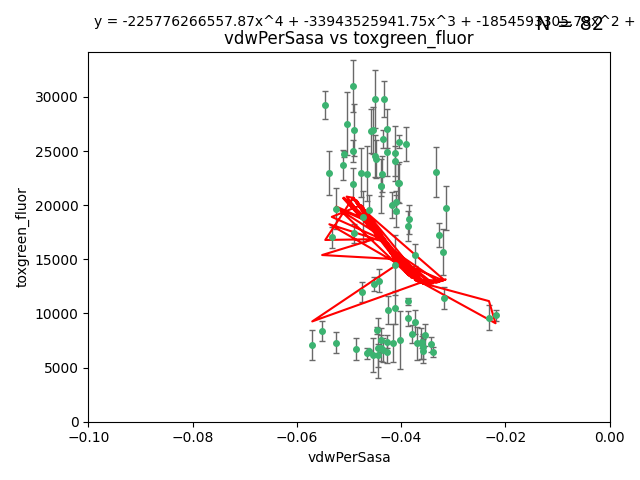 y = -225776266557.87x^4 + -33943525941.75x^3 + -1854593305.78x^2 +
N = 82
vdwPerSasa vs toxgreen_fluor
toxgreen_fluor
30000
25000
20000
15000
10000
5000
0
−0.10 −0.08 −0.06 −0.04 −0.02 0.00
vdwPerSasa